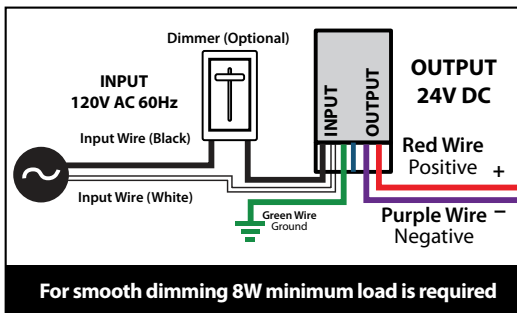 Dimmer (Optional)
INPUT
120V AC 60Hz
Input Wire (Black)
Input Wire (White)
INPUT
OUTPUT
OUTPUT
24V DC
Red Wire
Positive +
Purple Wire –
Negative
Green Wire
Ground
For smooth dimming 8W minimum load is required